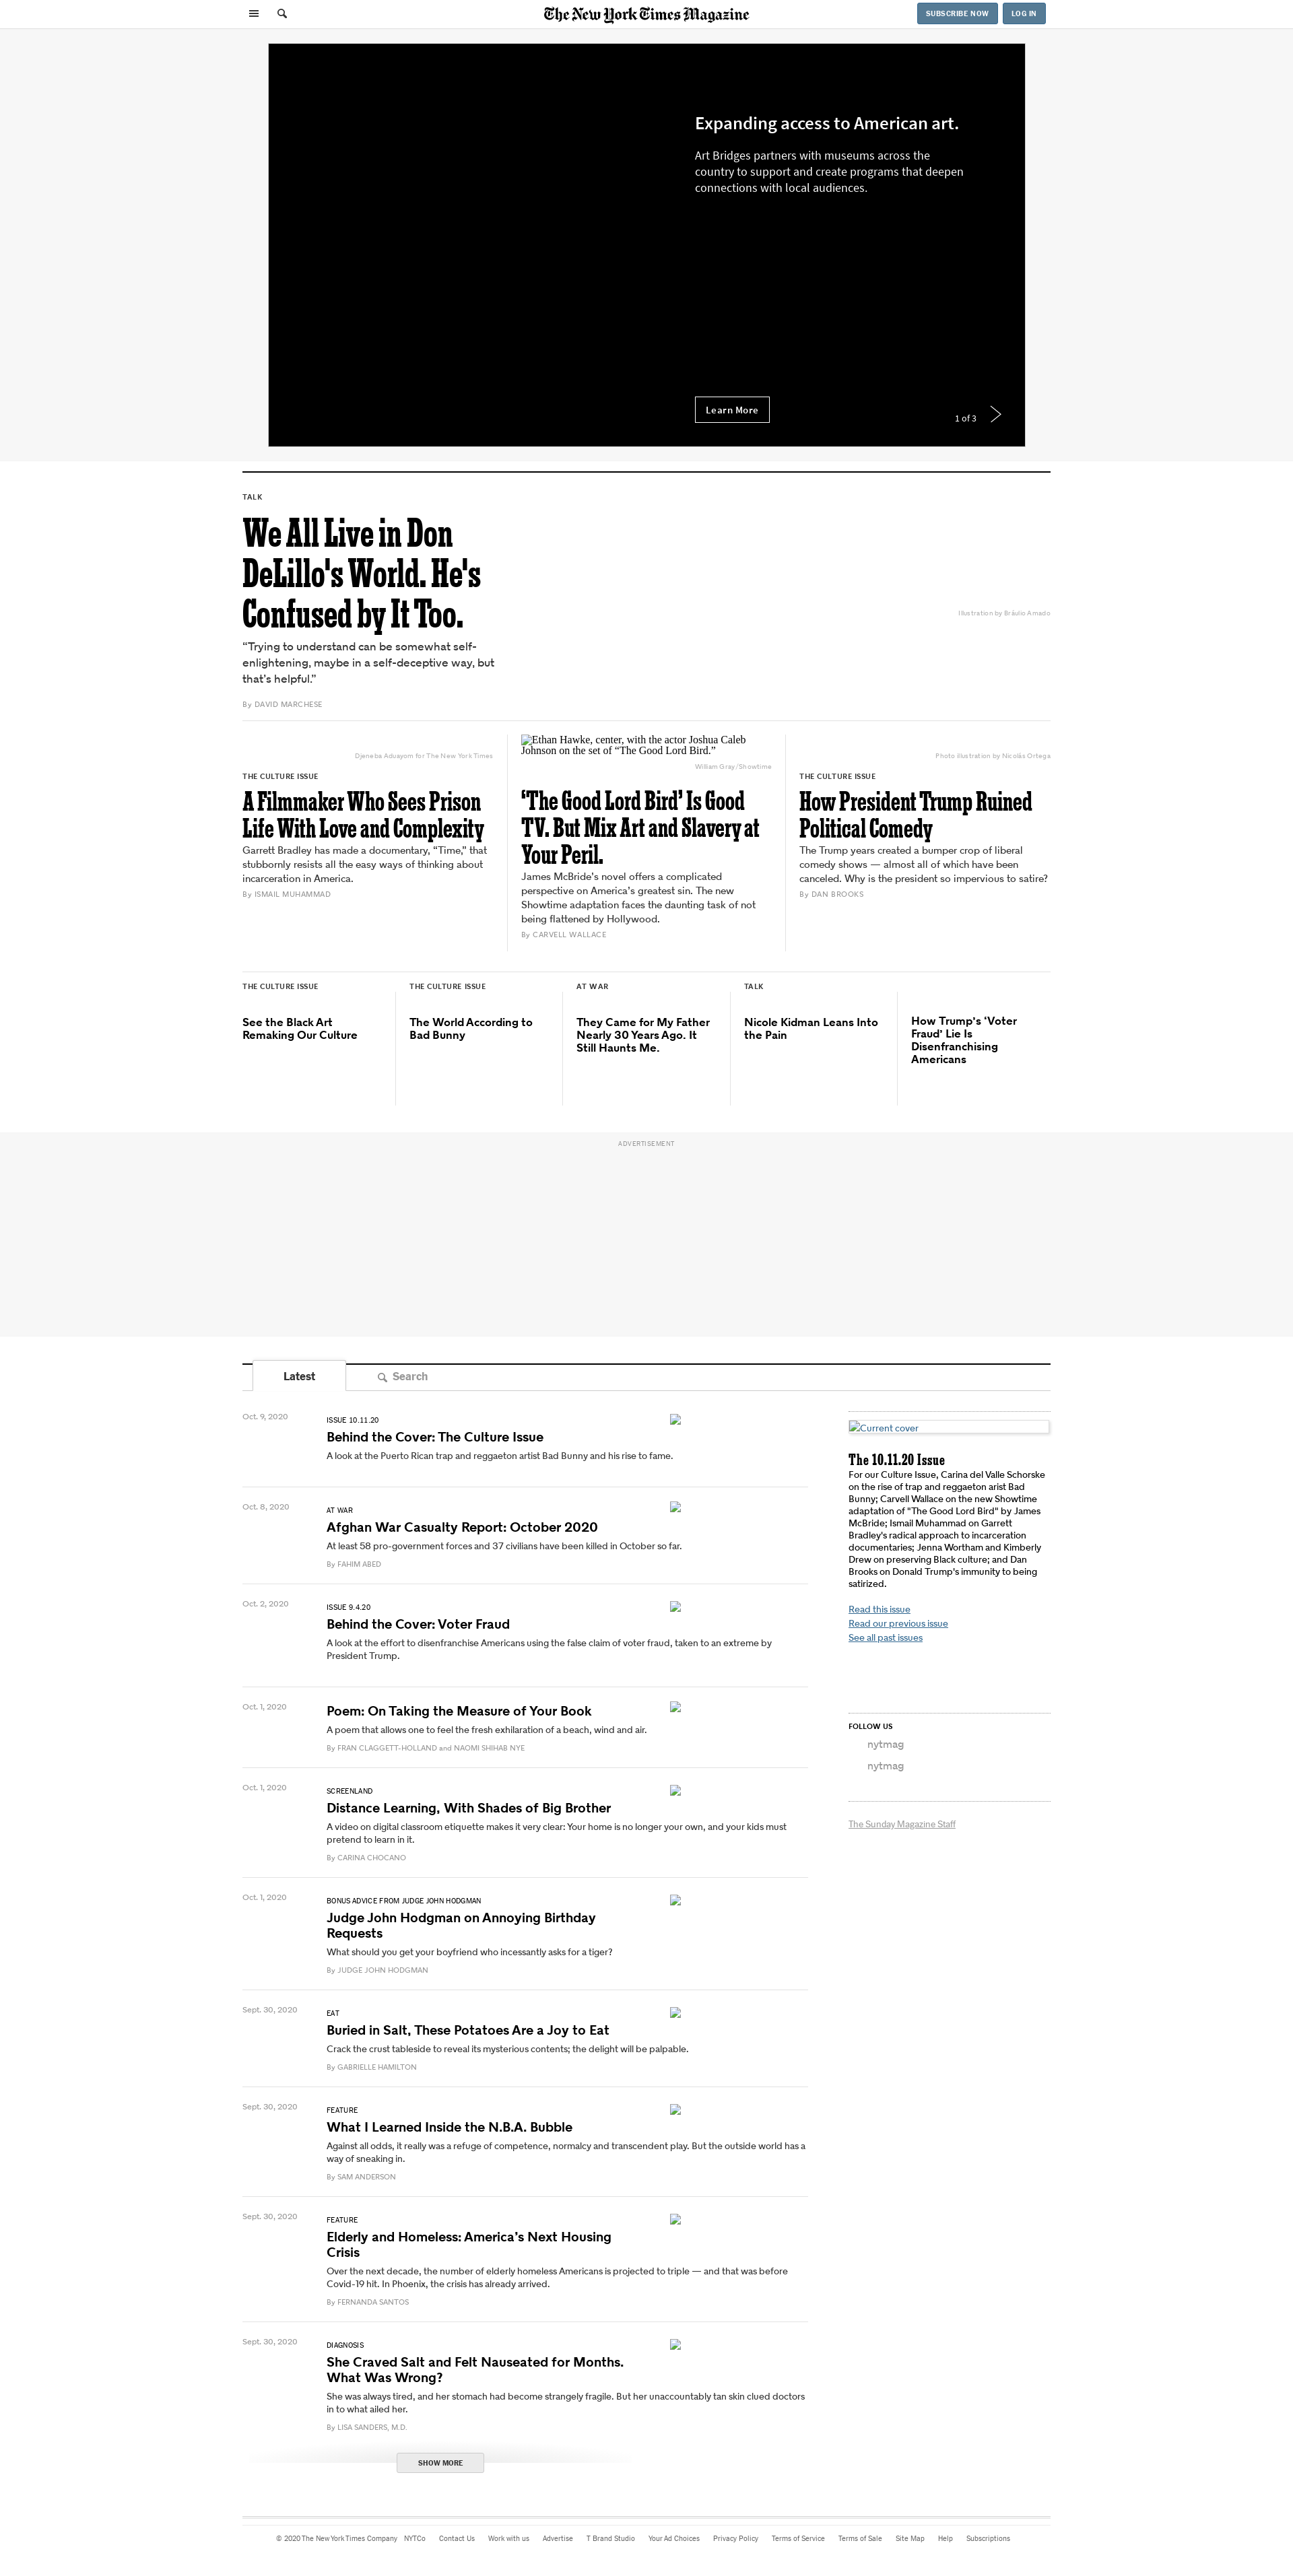 The New York Times Magazine
SUBSCRIBE NOW
LOG IN
Expanding access to American art.
Art Bridges partners with museums across the
country to support and create programs that deepen
connections with local audiences.
Learn More
1 of 3
TALK
We All Live in Don
DeLillo's World. He's
Confused by It Too.
“Trying to understand can be somewhat self-
enlightening, maybe in a self-deceptive way, but
that’s helpful.”
By DAVID MARCHESE
Illustration by Bráulio Amado
Djeneba Aduayom for The New York Times
THE CULTURE ISSUE
A Filmmaker Who Sees Prison
Life With Love and Complexity
Garrett Bradley has made a documentary, “Time,” that
stubbornly resists all the easy ways of thinking about
incarceration in America.
By ISMAIL MUHAMMAD
Ethan Hawke, center, with the actor Joshua Caleb
Johnson on the set of “The Good Lord Bird.”
William Gray/Showtime
‘The Good Lord Bird’ Is Good
TV. But Mix Art and Slavery at
Your Peril.
James McBride’s novel offers a complicated
perspective on America’s greatest sin. The new
Showtime adaptation faces the daunting task of not
being flattened by Hollywood.
By CARVELL WALLACE
Photo illustration by Nicolás Ortega
THE CULTURE ISSUE
How President Trump Ruined
Political Comedy
The Trump years created a bumper crop of liberal
comedy shows — almost all of which have been
canceled. Why is the president so impervious to satire?
By DAN BROOKS
THE CULTURE ISSUE
See the Black Art
Remaking Our Culture
THE CULTURE ISSUE
The World According to
Bad Bunny
AT WAR
They Came for My Father
Nearly 30 Years Ago. It
Still Haunts Me.
TALK
Nicole Kidman Leans Into
the Pain
How Trump’s ‘Voter
Fraud’ Lie Is
Disenfranchising
Americans
ADVERTISEMENT
Latest
Search
Oct. 9, 2020
ISSUE 10.11.20
Behind the Cover: The Culture Issue
A look at the Puerto Rican trap and reggaeton artist Bad Bunny and his rise to fame.
Oct. 8, 2020
AT WAR
Afghan War Casualty Report: October 2020
At least 58 pro-government forces and 37 civilians have been killed in October so far.
By FAHIM ABED
Oct. 2, 2020
ISSUE 9.4.20
Behind the Cover: Voter Fraud
A look at the effort to disenfranchise Americans using the false claim of voter fraud, taken to an extreme by
President Trump.
Oct. 1, 2020
Poem: On Taking the Measure of Your Book
A poem that allows one to feel the fresh exhilaration of a beach, wind and air.
By FRAN CLAGGETT-HOLLAND and NAOMI SHIHAB NYE
Oct. 1, 2020
SCREENLAND
Distance Learning, With Shades of Big Brother
A video on digital classroom etiquette makes it very clear: Your home is no longer your own, and your kids must
pretend to learn in it.
By CARINA CHOCANO
Oct. 1, 2020
BONUS ADVICE FROM JUDGE JOHN HODGMAN
Judge John Hodgman on Annoying Birthday
Requests
What should you get your boyfriend who incessantly asks for a tiger?
By JUDGE JOHN HODGMAN
Sept. 30, 2020
EAT
Buried in Salt, These Potatoes Are a Joy to Eat
Crack the crust tableside to reveal its mysterious contents; the delight will be palpable.
By GABRIELLE HAMILTON
Sept. 30, 2020
FEATURE
What I Learned Inside the N.B.A. Bubble
Against all odds, it really was a refuge of competence, normalcy and transcendent play. But the outside world has a
way of sneaking in.
By SAM ANDERSON
Sept. 30, 2020
FEATURE
Elderly and Homeless: America’s Next Housing
Crisis
Over the next decade, the number of elderly homeless Americans is projected to triple — and that was before
Covid-19 hit. In Phoenix, the crisis has already arrived.
By FERNANDA SANTOS
Sept. 30, 2020
DIAGNOSIS
She Craved Salt and Felt Nauseated for Months.
What Was Wrong?
She was always tired, and her stomach had become strangely fragile. But her unaccountably tan skin clued doctors
in to what ailed her.
By LISA SANDERS, M.D.
SHOW MORE
Current cover
The 10.11.20 Issue
For our Culture Issue, Carina del Valle Schorske
on the rise of trap and reggaeton arist Bad
Bunny; Carvell Wallace on the new Showtime
adaptation of "The Good Lord Bird" by James
McBride; Ismail Muhammad on Garrett
Bradley's radical approach to incarceration
documentaries; Jenna Wortham and Kimberly
Drew on preserving Black culture; and Dan
Brooks on Donald Trump's immunity to being
satirized.
Read this issue
Read our previous issue
See all past issues
FOLLOW US
nytmag
nytmag
The Sunday Magazine Staff
© 2020 The New York Times Company NYTCo Contact Us Work with us Advertise T Brand Studio Your Ad Choices Privacy Policy Terms of Service Terms of Sale Site Map Help Subscriptions